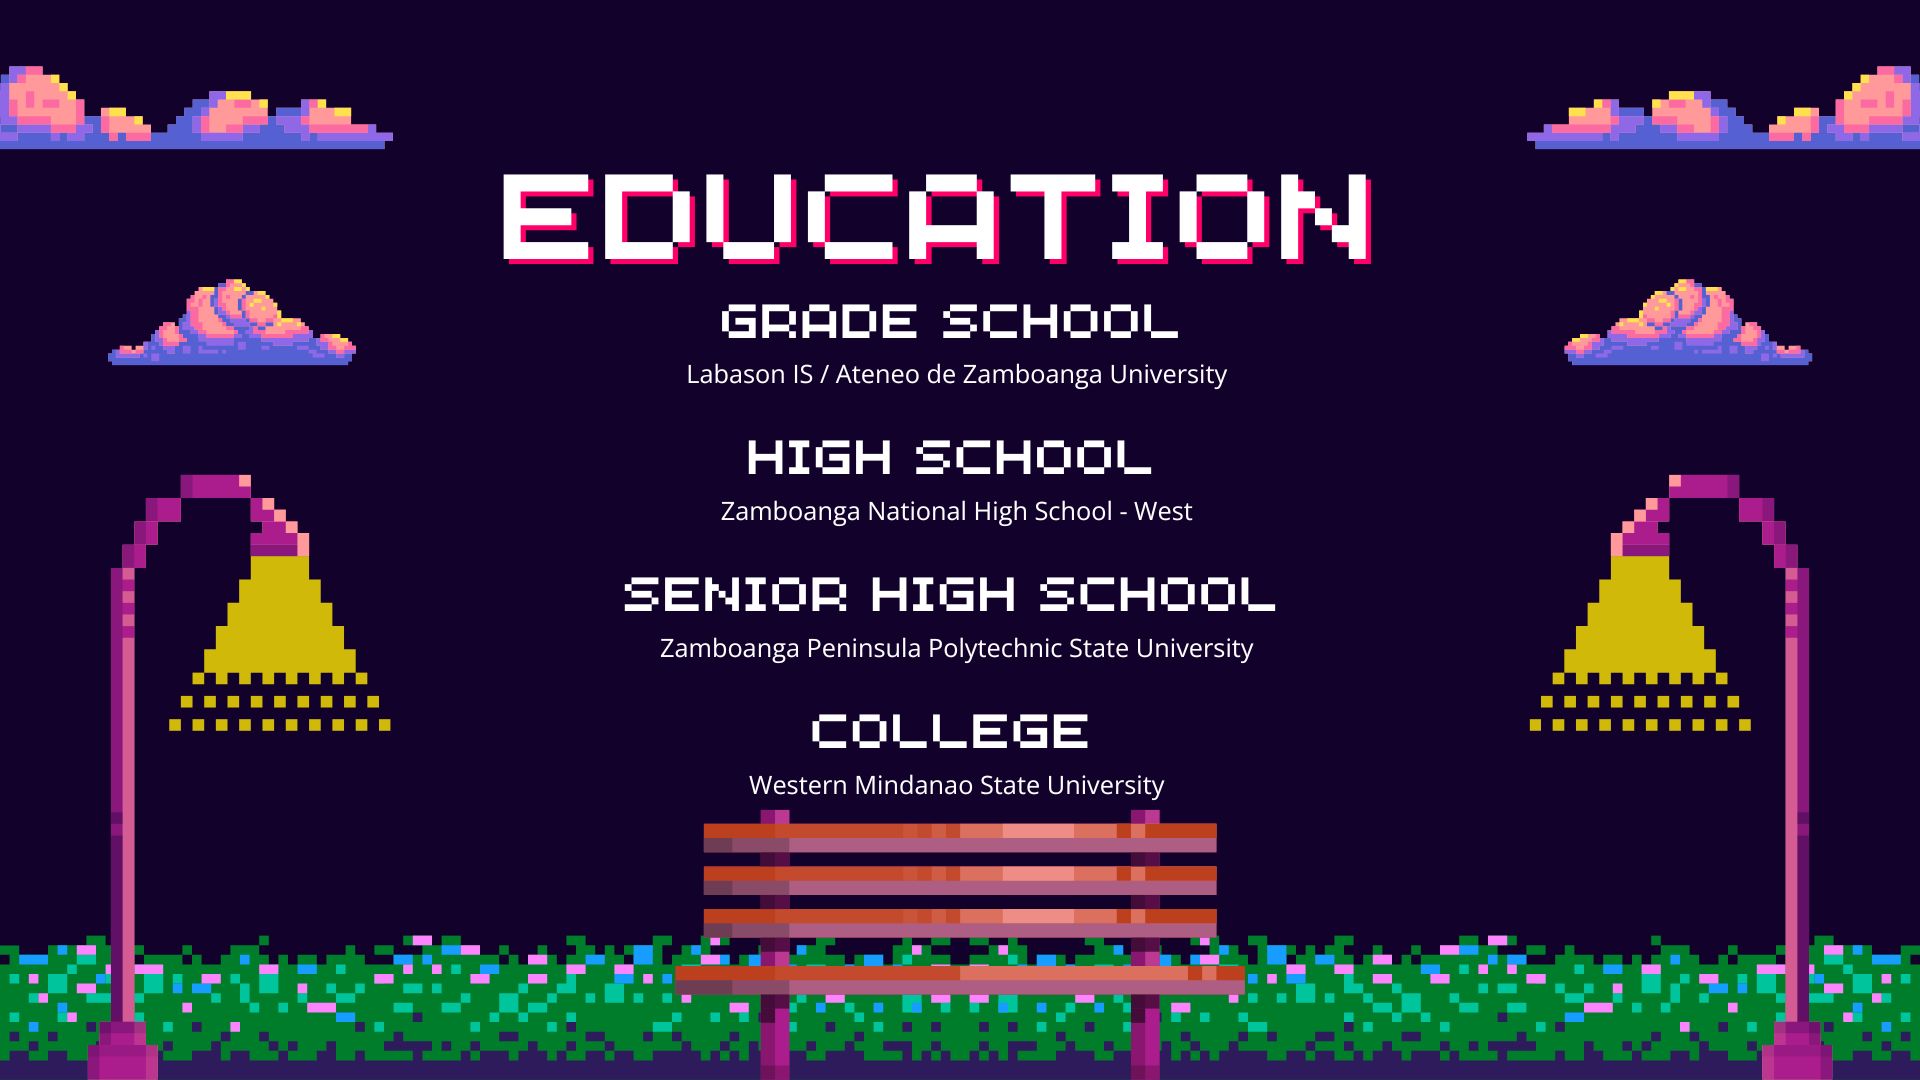 EDUCATION
GRADE SCHOOL
Labason IS / Ateneo de Zamboanga University
HIGH SCHOOL
Zamboanga National High School - West
SENIOR HIGH SCHOOL
Zamboanga Peninsula Polytechnic State University
COLLEGE
Western Mindanao State University